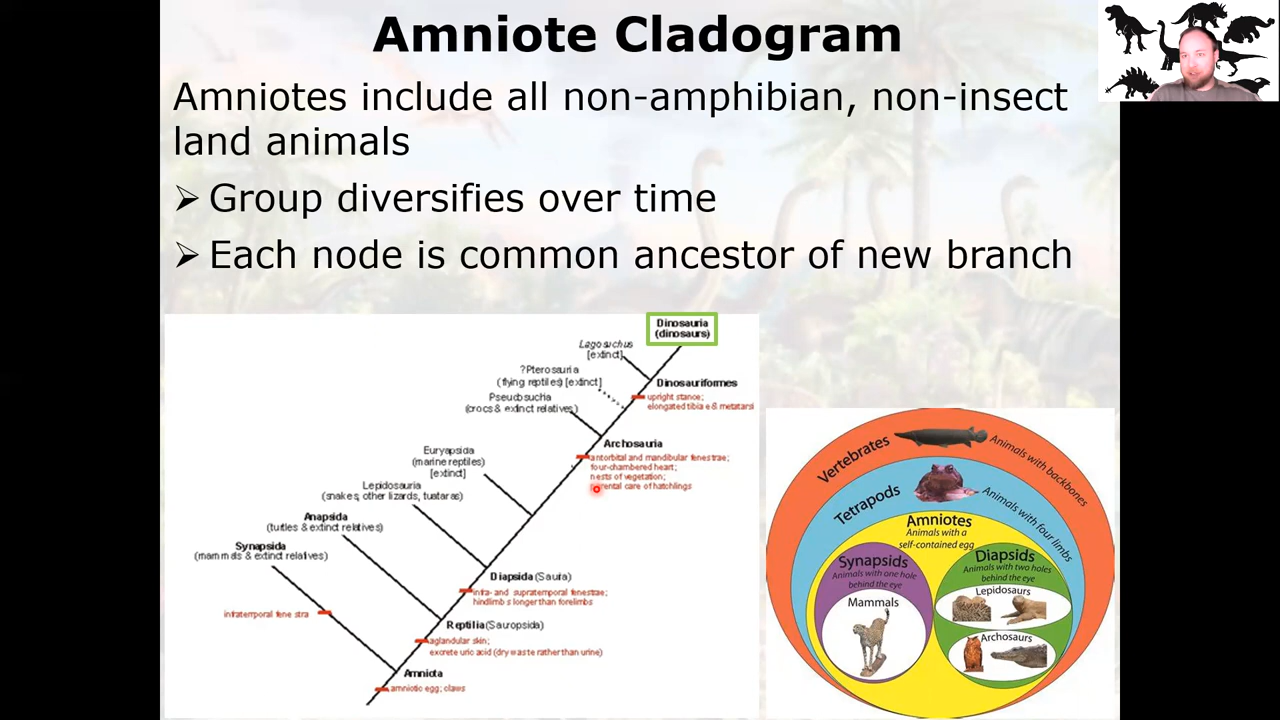 Amniote Cladogram
Amniotes include all non-amphibian, non-insect
land animals
➢ Group diversifies over time
➢ Each node is common ancestor of new branch
Dinosauria
(dinosaurs)
Lagosuchus
[extinct]
?Pterosauria
(flying reptiles) [extinct]
Dinosauriformes
upright stance;
elongated tibia e & metatarsi
Pseudosuchia
(crocs & extinct relatives)
Archosauria
antorbital and mandibular fenestrae;
four-chambered heart;
nests of vegetation;
parental care of hatchlings
Euryapsida
(marine reptiles)
[extinct]
Lepidosauria
(snakes, other lizards, tuataras)
Anapsida
(turtles & extinct relatives)
Synapsida
(mammals & extinct relatives)
Diapsida (Sauria)
infra- and supratemporal fenestrae;
hindlimbs longer than forelimbs
infratemporal fenestra
Reptilia (Sauropsida)
aglandular skin;
excrete uric acid (dry waste rather than urine)
Amniota
amniotic egg; claws
Vertebrates
Animals with backbones
Tetrapods
Animals with four limbs
Amniotes
Animals with a
self-contained egg
Synapsids
Animals with one hole
behind the eye
Mammals
Diapsids
Animals with two holes
behind the eye
Lepidosaurs
Archosaurs